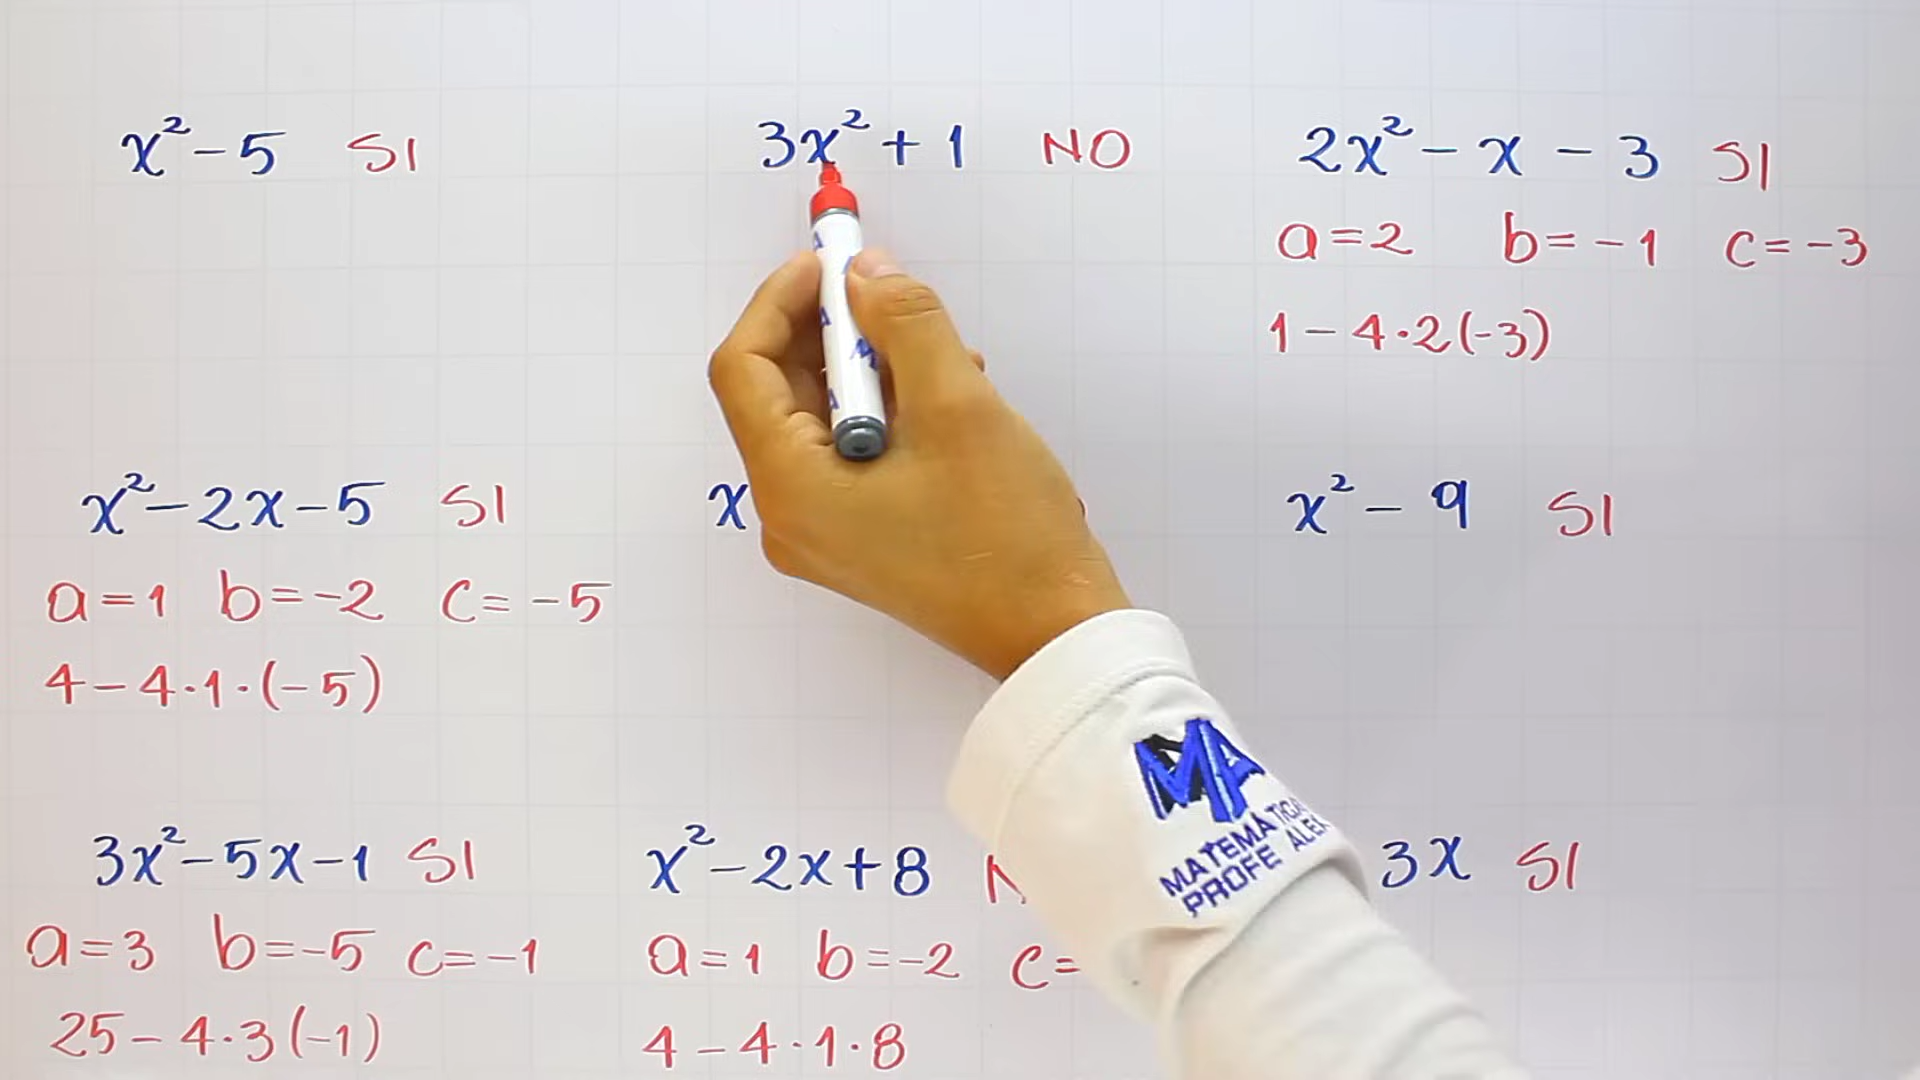 x² - 5 SI
3x² + 1 NO
2x² - x - 3 SI
a = 2 b = -1 c = -3
1 - 4·2(-3)
x² - 2x - 5 SI
a = 1 b = -2 c = -5
4 - 4·1·(-5)
x
x² - 9 SI
3x² - 5x - 1 SI
a = 3 b = -5 c = -1
25 - 4·3(-1)
x² - 2x + 8
a = 1 b = -2 c =
4 - 4·1·8
3x SI
MA
MATEMÁTICAS
PROFE ALEX